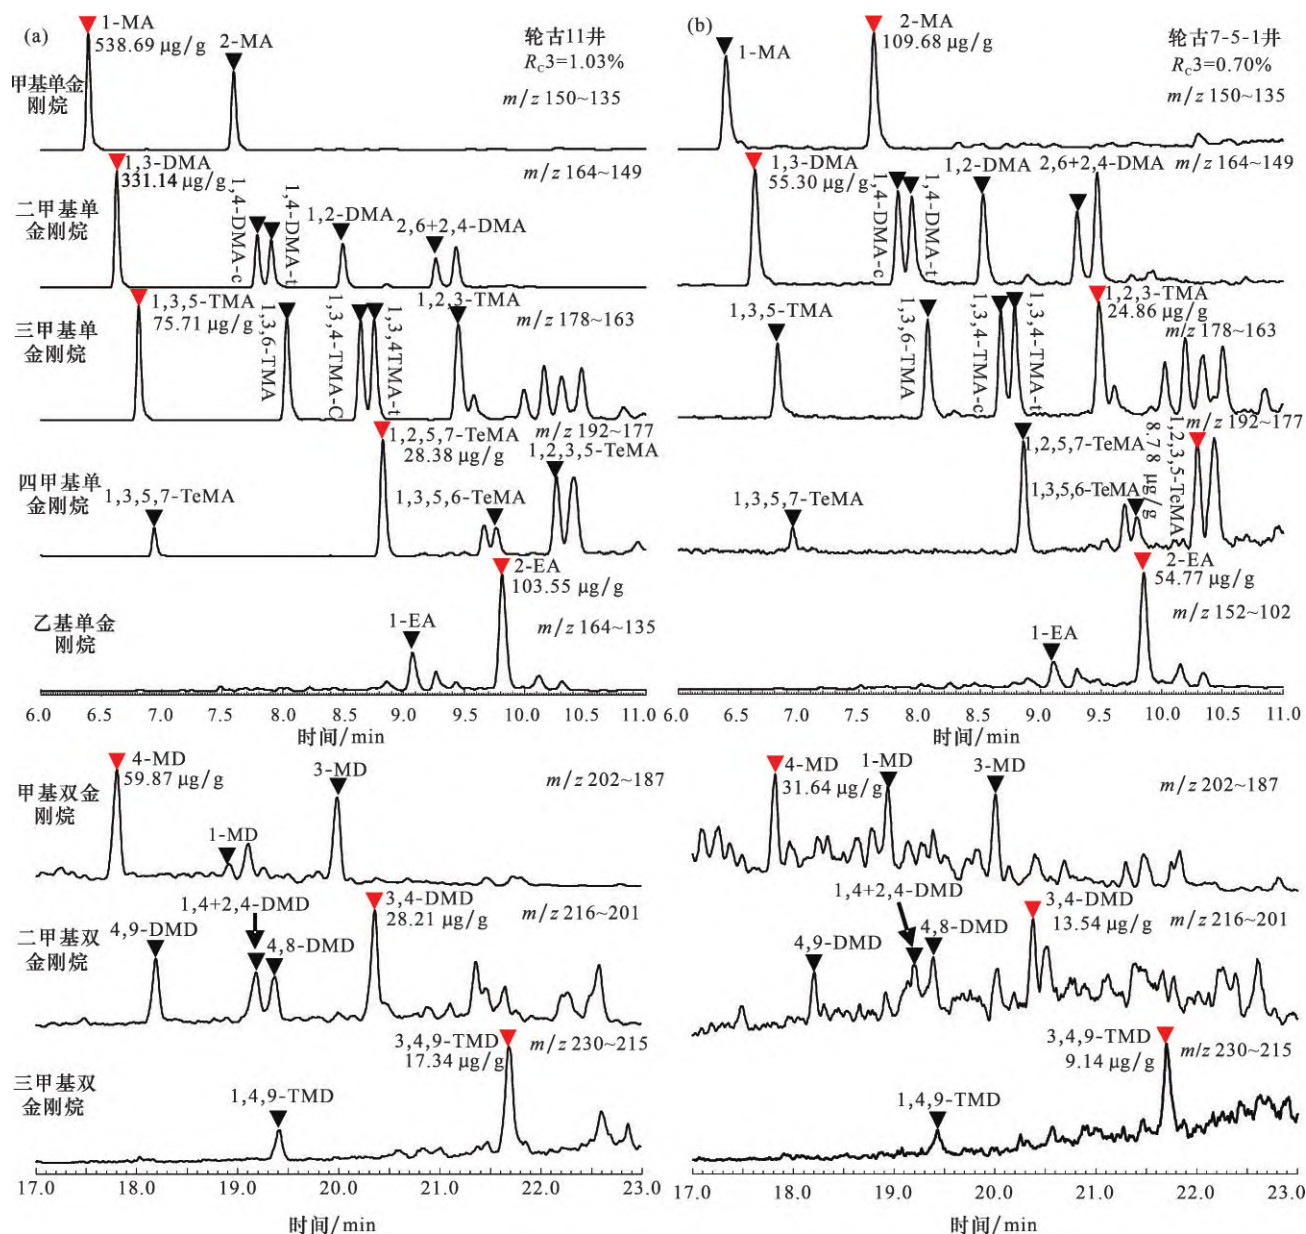 (a)
1-MA
538.69 μg/g
2-MA
轮古11井
Rc3=1.03%
m/z 150~135
甲基单金
刚烷
1,3-DMA
331.14 μg/g
1,4-DMA-c
1,4-DMA-t
1,2-DMA
2,6+2,4-DMA
m/z 164~149
二甲基单
金刚烷
1,3,5-TMA
75.71 μg/g
1,3,6-TMA
1,3,4-TMA-C
1,3,4TMA-t
1,2,3-TMA
m/z 178~163
三甲基单
金刚烷
1,3,5,7-TeMA
1,2,5,7-TeMA
28.38 μg/g
1,3,5,6-TeMA
1,2,3,5-TeMA
m/z 192~177
四甲基单
金刚烷
1-EA
2-EA
103.55 μg/g
m/z 164~135
乙基单金
刚烷
6.0 6.5 7.0 7.5 8.0 8.5 9.0 9.5 10.0 10.5 11.0
时间/min
(b)
1-MA
2-MA
109.68 μg/g
轮古7-5-1井
Rc3=0.70%
m/z 150~135
1,3-DMA
55.30 μg/g
1,4-DMA-c
1,4-DMA-t
1,2-DMA
2,6+2,4-DMA
m/z 164~149
1,3,5-TMA
1,3,6-TMA
1,3,4-TMA-c
1,3,4-TMA-t
1,2,3-TMA
24.86 μg/g
m/z 178~163
1,3,5,7-TeMA
1,2,5,7-TeMA
1,3,5,6-TeMA
8.78 μg/g
1,2,3,5-TeMA
m/z 192~177
1-EA
2-EA
54.77 μg/g
m/z 152~102
6.0 6.5 7.0 7.5 8.0 8.5 9.0 9.5 10.0 10.5 11.0
时间/min
4-MD
59.87 μg/g
1-MD
3-MD
m/z 202~187
甲基双金
刚烷
4,9-DMD
1,4+2,4-DMD
4,8-DMD
3,4-DMD
28.21 μg/g
m/z 216~201
二甲基双
金刚烷
1,4,9-TMD
3,4,9-TMD
17.34 μg/g
m/z 230~215
三甲基双
金刚烷
17.0 18.0 19.0 20.0 21.0 22.0 23.0
时间/min
4-MD
31.64 μg/g
1-MD
3-MD
m/z 202~187
4,9-DMD
1,4+2,4-DMD
4,8-DMD
3,4-DMD
13.54 μg/g
m/z 216~201
1,4,9-TMD
3,4,9-TMD
9.14 μg/g
m/z 230~215
17.0 18.0 19.0 20.0 21.0 22.0 23.0
时间/min